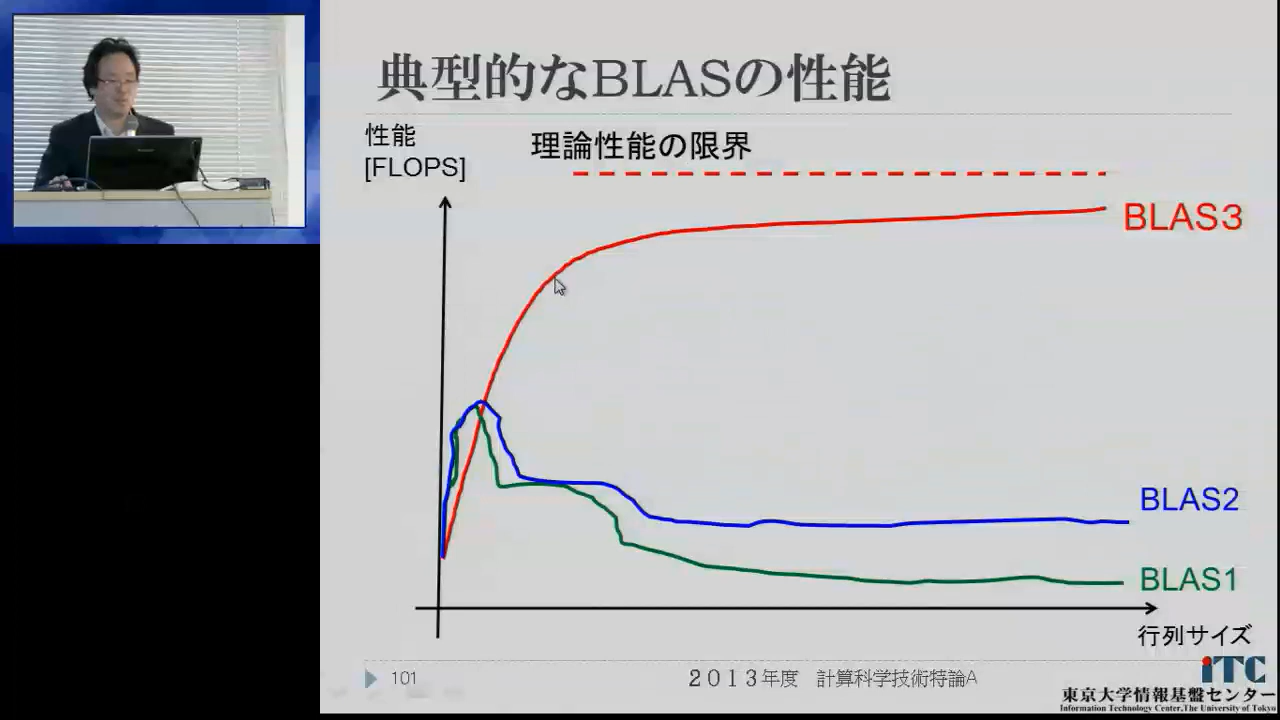 典型的なBLASの性能
性能
[FLOPS]
理論性能の限界
BLAS3
BLAS2
BLAS1
行列サイズ
101
２０１３年度　計算科学技術特論A
iTC
東京大学情報基盤センター
Information Technology Center,The University of Tokyo